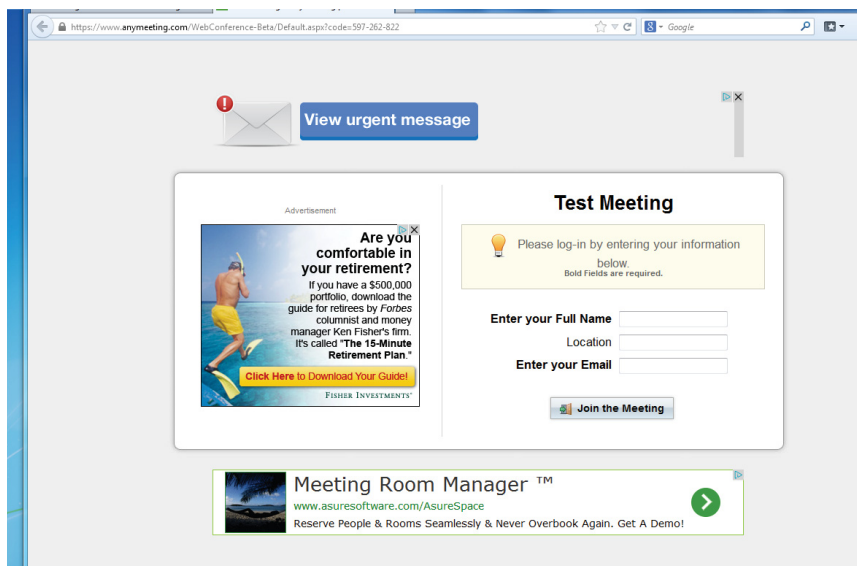 https://www.anymeeting.com/WebConference-Beta/Default.aspx?code=597-262-822
Google
View urgent message
Advertisement
Are you
comfortable in
your retirement?
If you have a $500,000
portfolio, download the
guide for retirees by Forbes
columnist and money
manager Ken Fisher's firm.
It's called "The 15-Minute
Retirement Plan."
Click Here to Download Your Guide!
FISHER INVESTMENTS®
Test Meeting
Please log-in by entering your information
below.
Bold Fields are required.
Enter your Full Name
Location
Enter your Email
Join the Meeting
Meeting Room Manager ™
www.asuresoftware.com/AsureSpace
Reserve People & Rooms Seamlessly & Never Overbook Again. Get A Demo!